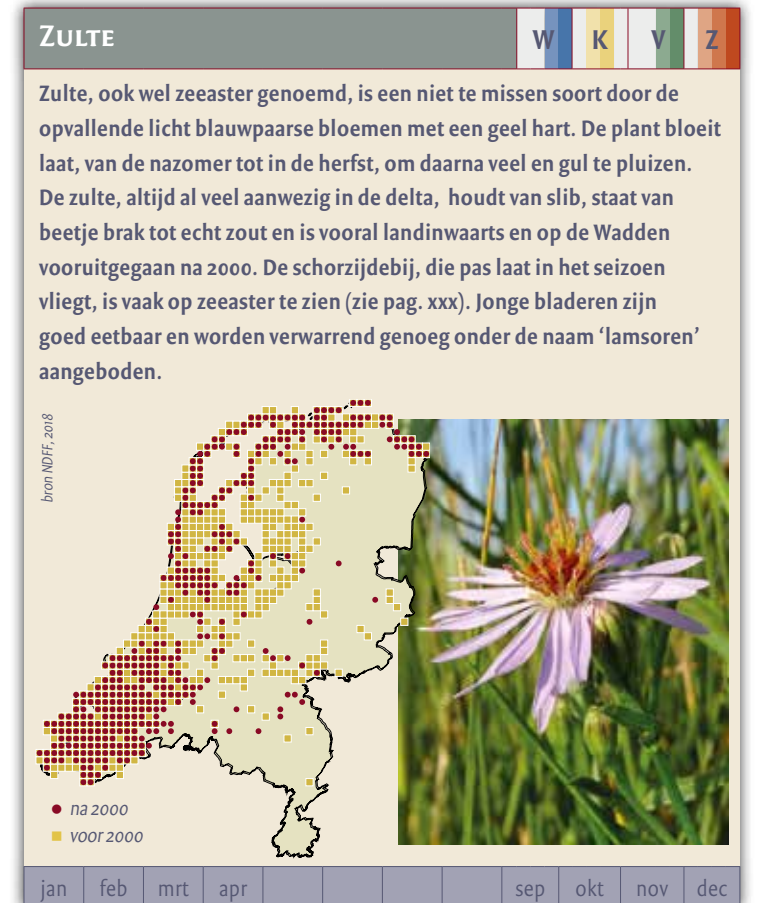 Zulte
W K V Z
Zulte, ook wel zeeaster genoemd, is een niet te missen soort door de
opvallende licht blauwpaarse bloemen met een geel hart. De plant bloeit
laat, van de nazomer tot in de herfst, om daarna veel en gul te pluizen.
De zulte, altijd al veel aanwezig in de delta, houdt van slib, staat van
beetje brak tot echt zout en is vooral landinwaarts en op de Wadden
vooruitgegaan na 2000. De schorzijdebij, die pas laat in het seizoen
vliegt, is vaak op zeeaster te zien (zie pag. xxx). Jonge bladeren zijn
goed eetbaar en worden verwarrend genoeg onder de naam ‘lamsoren’
aangeboden.
bron NDFF, 2018
na 2000
voor 2000
jan feb mrt apr sep okt nov dec